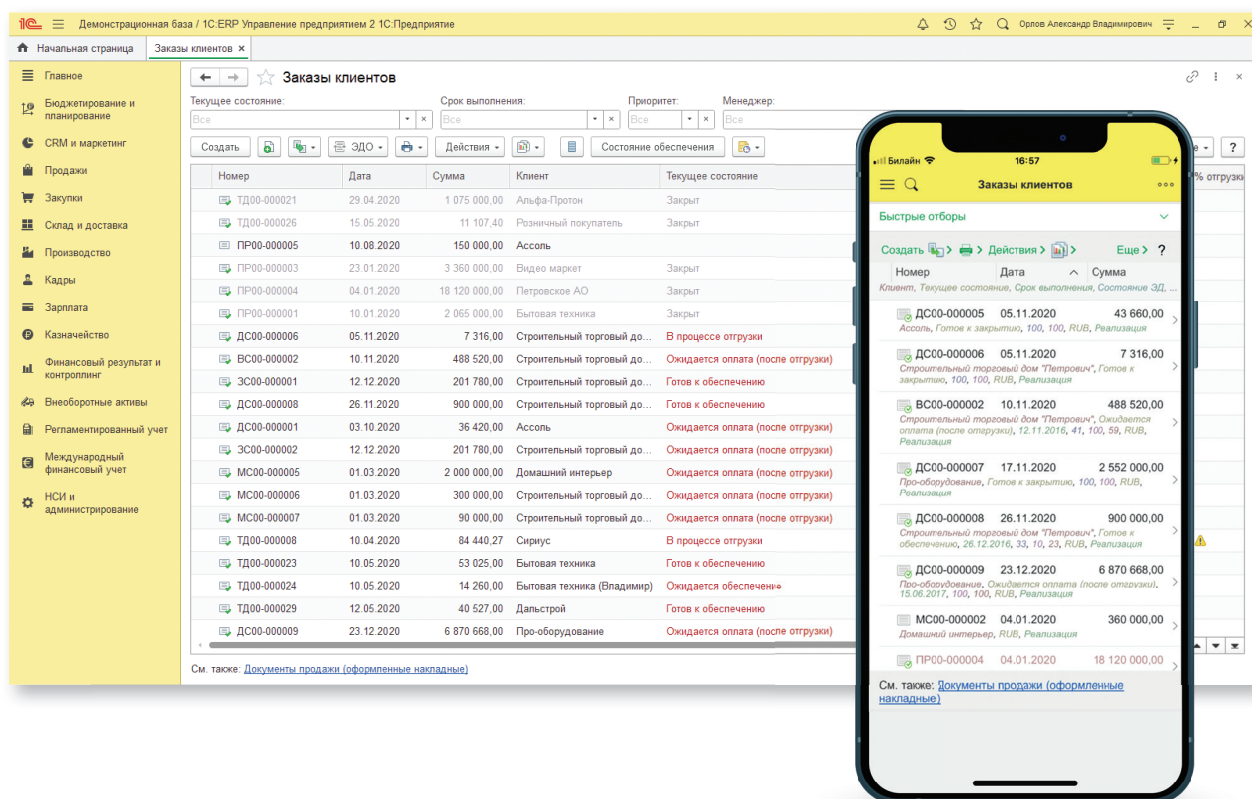 1С Демонстрационная база / 1С:ERP Управление предприятием 2 1С:Предприятие Орлов Александр Владимирович
Начальная страница Заказы клиентов ×
Главное
Бюджетирование и
планирование
CRM и маркетинг
Продажи
Закупки
Склад и доставка
Производство
Кадры
Зарплата
Казначейство
Финансовый результат и
контроллинг
Внеоборотные активы
Регламентированный учет
Международный
финансовый учет
НСИ и
администрирование
Заказы клиентов
Текущее состояние: Срок выполнения: Приоритет: Менеджер:
Все Все Все Все
Создать ЭДО Действия Состояние обеспечения ?
Номер Дата Сумма Клиент Текущее состояние % отгрузки
ТД00-000021 29.04.2020 1 075 000,00 Альфа-Протон Закрыт
ТД00-000026 15.05.2020 11 107,40 Розничный покупатель Закрыт
ПР00-000005 10.08.2020 150 000,00 Ассоль
ПР00-000003 23.01.2020 3 360 000,00 Видео маркет Закрыт
ПР00-000004 04.01.2020 18 120 000,00 Петровское АО Закрыт
ПР00-000001 10.01.2020 2 065 000,00 Бытовая техника Закрыт
ДС00-000006 05.11.2020 7 316,00 Строительный торговый до... В процессе отгрузки
ВС00-000002 10.11.2020 488 520,00 Строительный торговый до... Ожидается оплата (после отгрузки)
ЗС00-000001 12.12.2020 201 780,00 Строительный торговый до... Готов к обеспечению
ДС00-000008 26.11.2020 900 000,00 Строительный торговый до... Готов к обеспечению
ДС00-000001 03.10.2020 36 420,00 Ассоль Ожидается оплата (после отгрузки)
ЗС00-000002 12.12.2020 201 780,00 Строительный торговый до... Ожидается оплата (после отгрузки)
МС00-000005 01.03.2020 2 000 000,00 Домашний интерьер Ожидается оплата (после отгрузки)
МС00-000006 01.03.2020 300 000,00 Строительный торговый до... Ожидается оплата (после отгрузки)
МС00-000007 01.03.2020 90 000,00 Строительный торговый до... Ожидается оплата (после отгрузки)
ТД00-000008 10.04.2020 84 440,27 Сириус В процессе отгрузки
ТД00-000023 10.05.2020 53 025,00 Бытовая техника Готов к обеспечению
ТД00-000024 10.05.2020 14 260,00 Бытовая техника (Владимир) Ожидается обеспечение
ТД00-000029 12.05.2020 40 527,00 Дальстрой Готов к обеспечению
ДС00-000009 23.12.2020 6 870 668,00 Про-оборудование Ожидается оплата (после отгрузки)
См. также: Документы продажи (оформленные накладные)
Билайн 16:57
Заказы клиентов
Быстрые отборы
Создать Действия Еще ?
Номер Дата Сумма
Клиент, Текущее состояние, Срок выполнения, Состояние ЭД, ...
ДС00-000005 05.11.2020 43 660,00
Ассоль, Готов к закрытию, 100, 100, RUB, Реализация
ДС00-000006 05.11.2020 7 316,00
Строительный торговый дом "Петрович", Готов к
закрытию, 100, 100, RUB, Реализация
ВС00-000002 10.11.2020 488 520,00
Строительный торговый дом "Петрович", Ожидается
оплата (после отгрузки), 12.11.2016, 41, 100, 59, RUB,
Реализация
ДС00-000007 17.11.2020 2 552 000,00
Про-оборудование, Готов к закрытию, 100, 100, RUB,
Реализация
ДС00-000008 26.11.2020 900 000,00
Строительный торговый дом "Петрович", Готов к
обеспечению, 26.12.2016, 33, 10, 23, RUB, Реализация
ДС00-000009 23.12.2020 6 870 668,00
Про-оборудование, Ожидается оплата (после отгрузки),
15.06.2017, 100, 100, RUB, Реализация
МС00-000002 04.01.2020 360 000,00
Домашний интерьер, RUB, Реализация
ПР00-000004 04.01.2020 18 120 000,00
См. также: Документы продажи (оформленные
накладные)